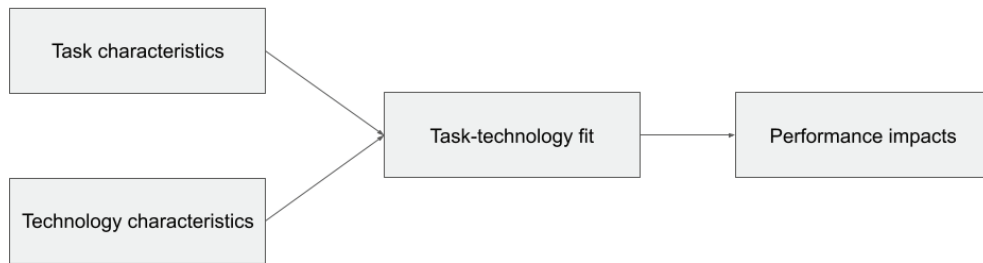 Task characteristics
Task-technology fit
Performance impacts
Technology characteristics